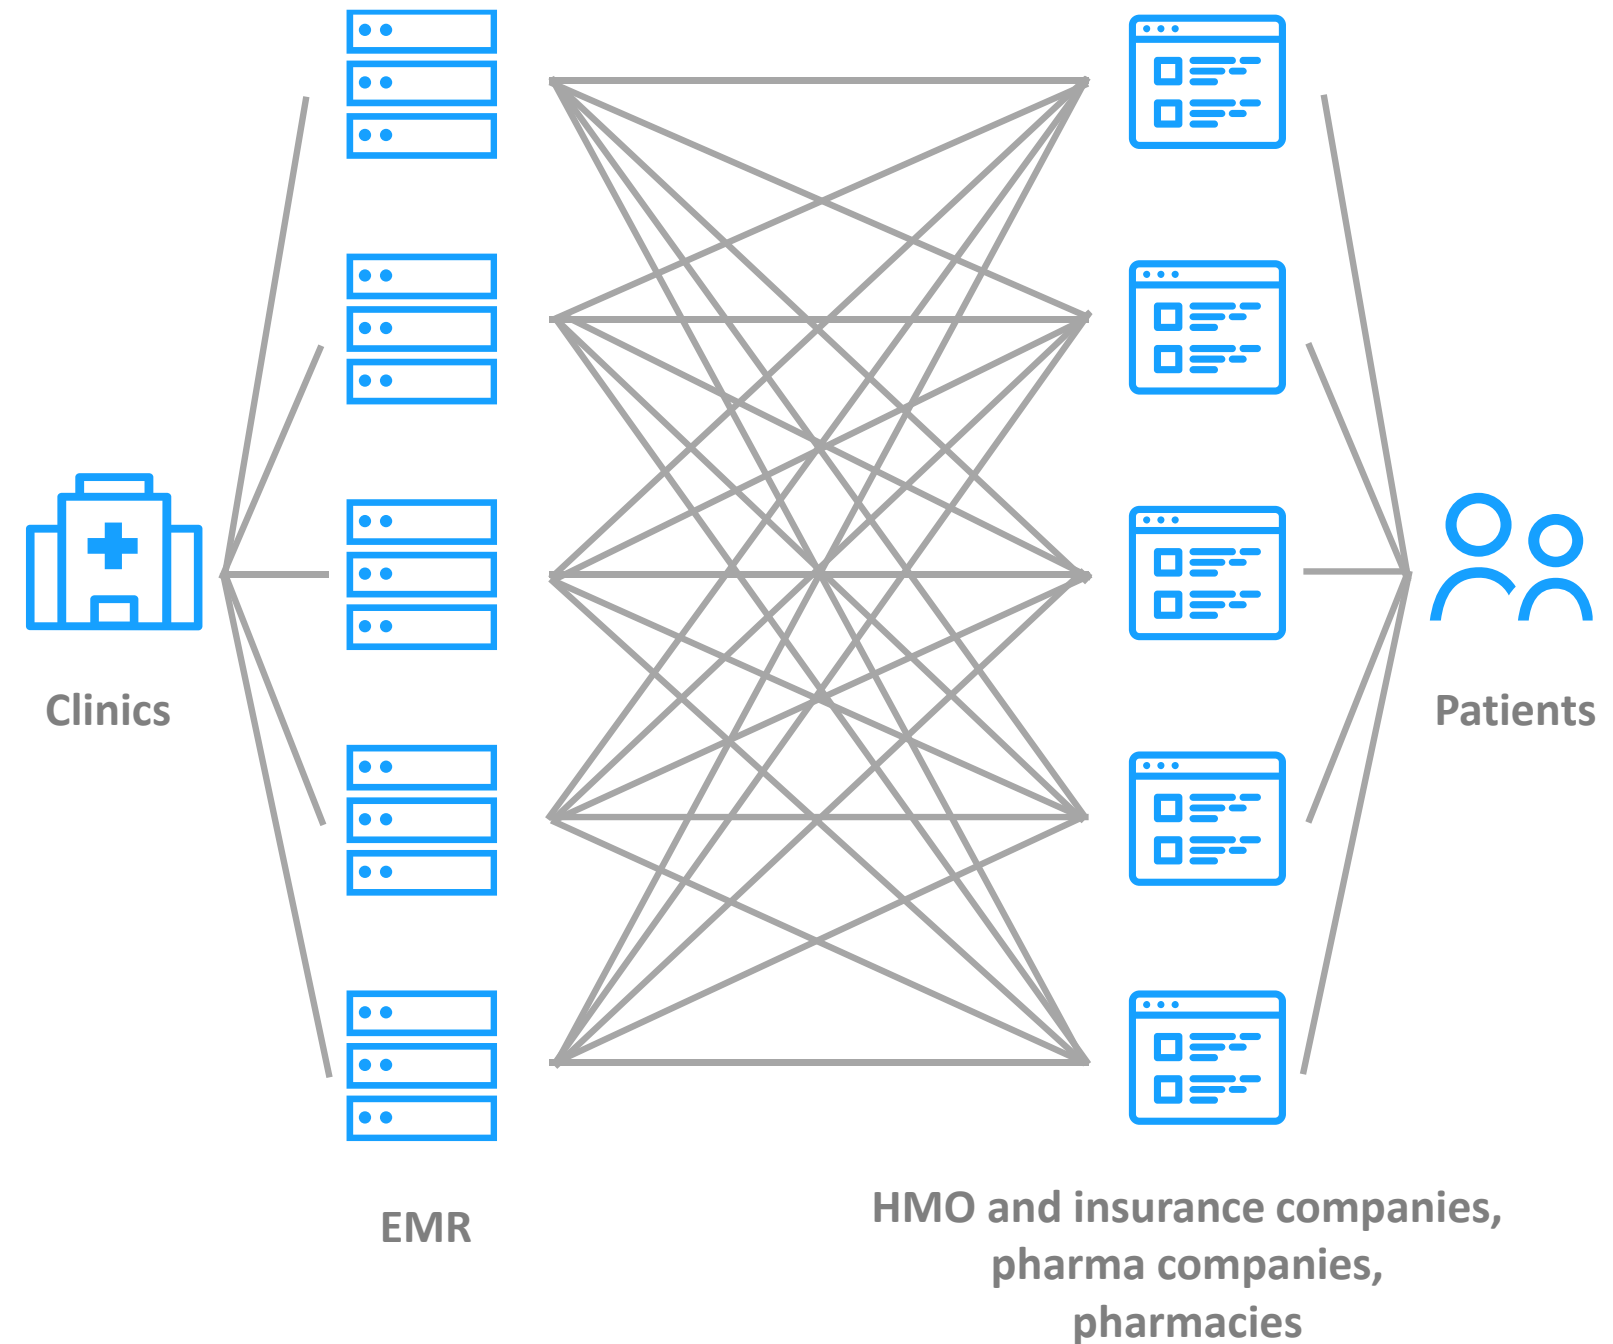 Clinics
Patients
EMR
HMO and insurance companies,
pharma companies,
pharmacies